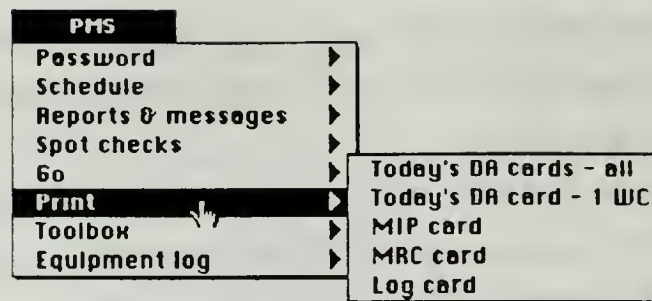 PMS
Password
Schedule
Reports & messages
Spot checks
Go
Print
Toolbox
Equipment log
Today's DA cards - all
Today's DA card - 1 WC
MIP card
MRC card
Log card